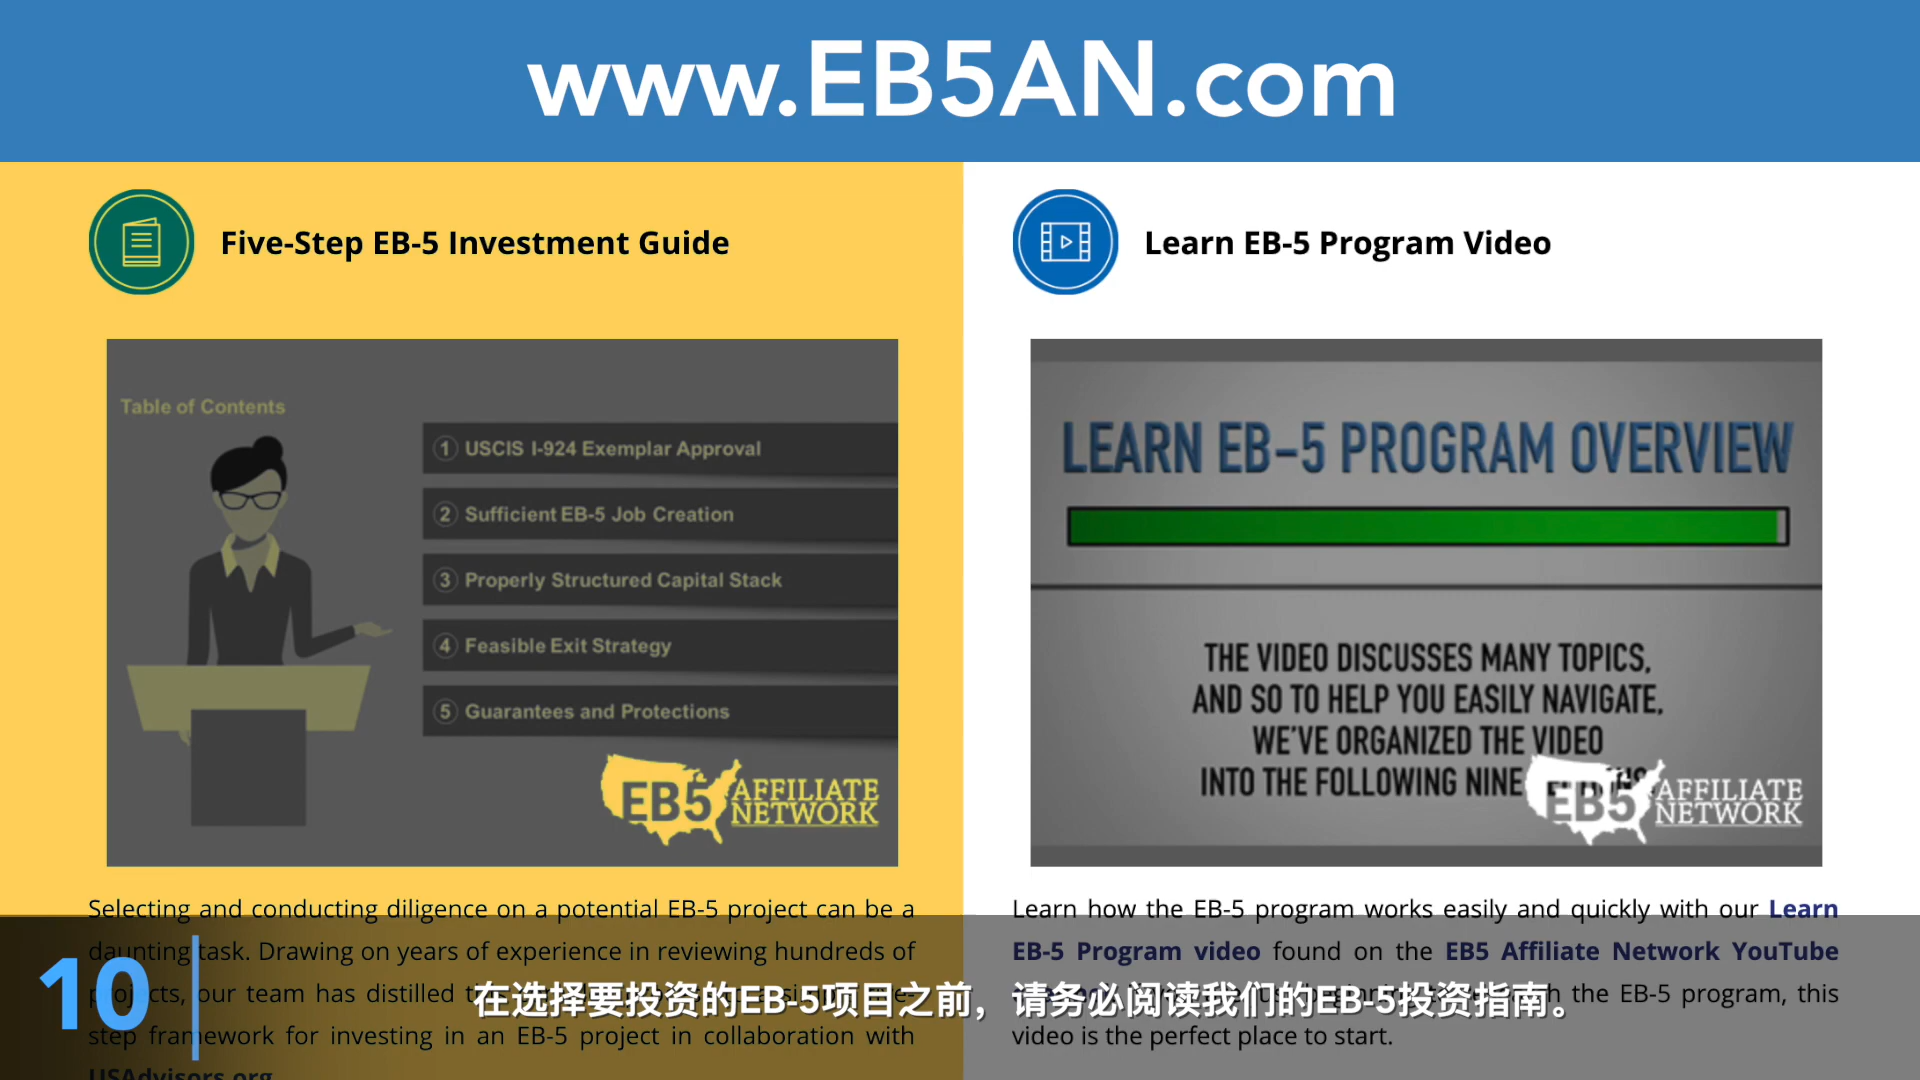 www.EB5AN.com
Five-Step EB-5 Investment Guide
Table of Contents
1 USCIS I-924 Exemplar Approval
2 Sufficient EB-5 Job Creation
3 Properly Structured Capital Stack
4 Feasible Exit Strategy
5 Guarantees and Protections
EB5 AFFILIATE
NETWORK
Selecting and conducting diligence on a potential EB-5 project can be a
daunting task. Drawing on years of experience in reviewing hundreds of
projects, our team has distilled
step framework for investing in an EB-5 project in collaboration with
USAdvisors.org
Learn EB-5 Program Video
LEARN EB-5 PROGRAM OVERVIEW
THE VIDEO DISCUSSES MANY TOPICS,
AND SO TO HELP YOU EASILY NAVIGATE,
WE'VE ORGANIZED THE VIDEO
INTO THE FOLLOWING NINE
EB5 AFFILIATE
NETWORK
Learn how the EB-5 program works easily and quickly with our Learn
EB-5 Program video found on the EB5 Affiliate Network YouTube
the EB-5 program, this
video is the perfect place to start.
10
在选择要投资的EB-5项目之前，请务必阅读我们的EB-5投资指南。